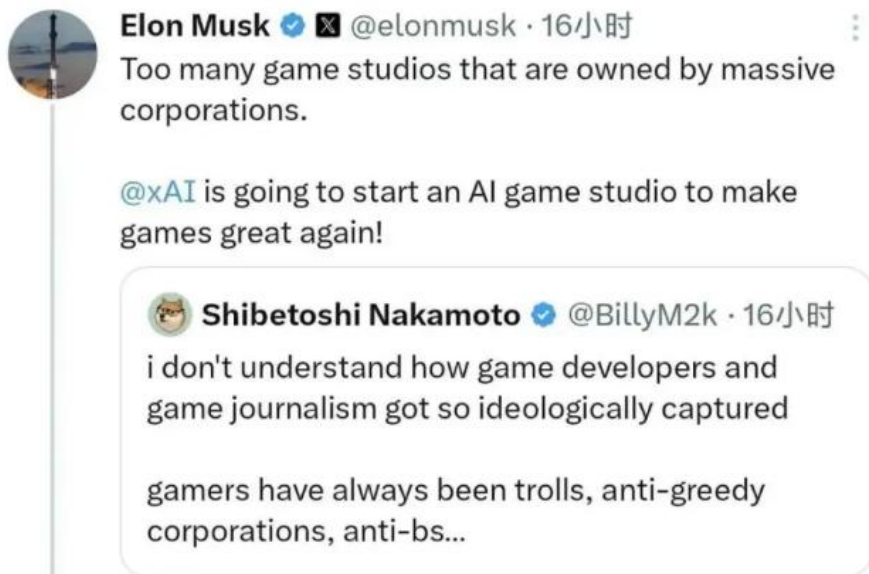 Elon Musk @elonmusk · 16小时
Too many game studios that are owned by massive
corporations.
@xAI is going to start an AI game studio to make
games great again!
Shibetoshi Nakamoto @BillyM2k · 16小时
i don't understand how game developers and
game journalism got so ideologically captured
gamers have always been trolls, anti-greedy
corporations, anti-bs...